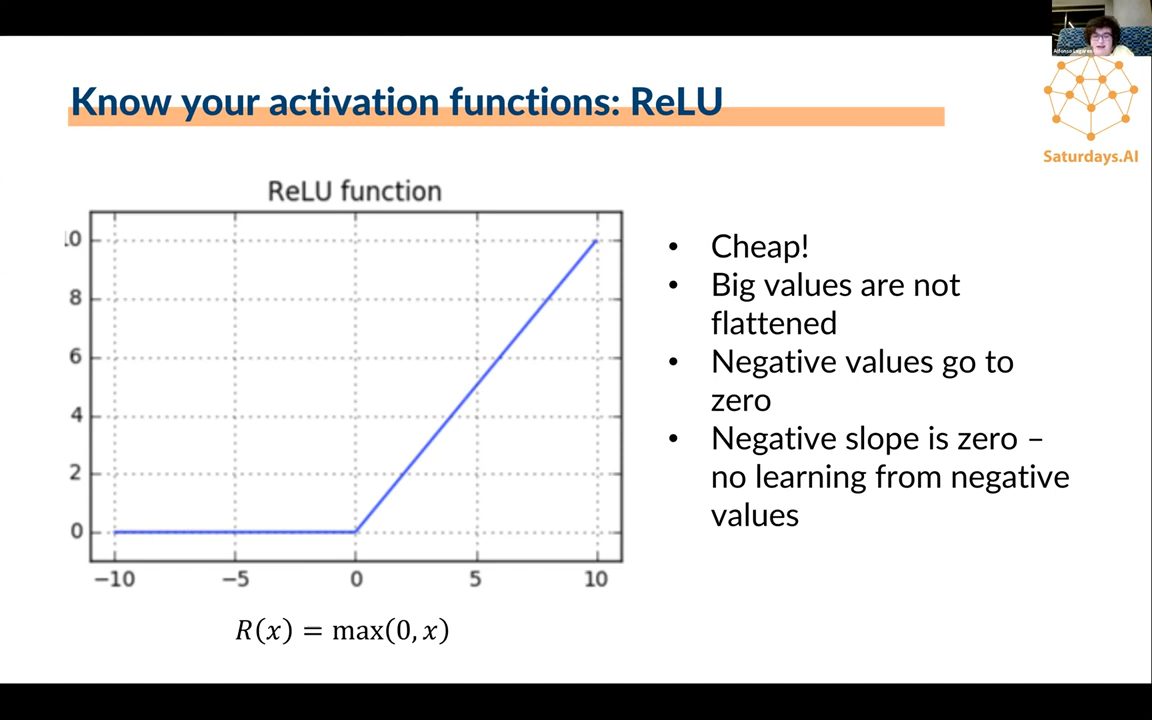 Alfonso Lagares
Know your activation functions: ReLU
Saturdays.AI
ReLU function
10
8
6
4
2
0
−10 −5 0 5 10
R(x) = max(0, x)
• Cheap!
• Big values are not
flattened
• Negative values go to
zero
• Negative slope is zero –
no learning from negative
values